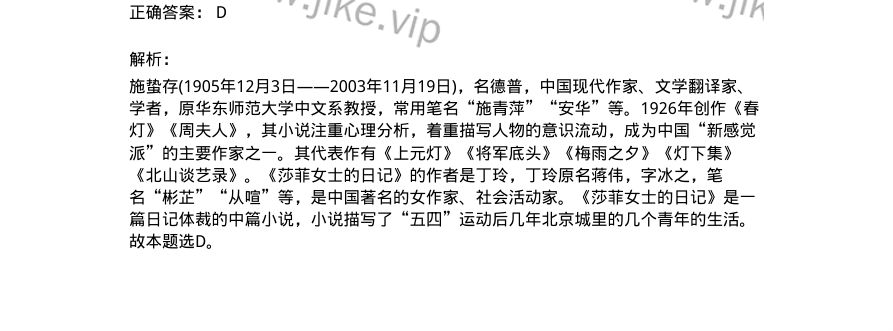 正确答案： D
.jike.vip
解析：
施蛰存(1905年12月3日——2003年11月19日)，名德普，中国现代作家、文学翻译家、
学者，原华东师范大学中文系教授，常用笔名“施青萍”“安华”等。1926年创作《春
灯》《周夫人》，其小说注重心理分析，着重描写人物的意识流动，成为中国“新感觉
派”的主要作家之一。其代表作有《上元灯》《将军底头》《梅雨之夕》《灯下集》
《北山谈艺录》。《莎菲女士的日记》的作者是丁玲，丁玲原名蒋伟，字冰之，笔
名“彬芷”“从喧”等，是中国著名的女作家、社会活动家。《莎菲女士的日记》是一
篇日记体裁的中篇小说，小说描写了“五四”运动后几年北京城里的几个青年的生活。
故本题选D。